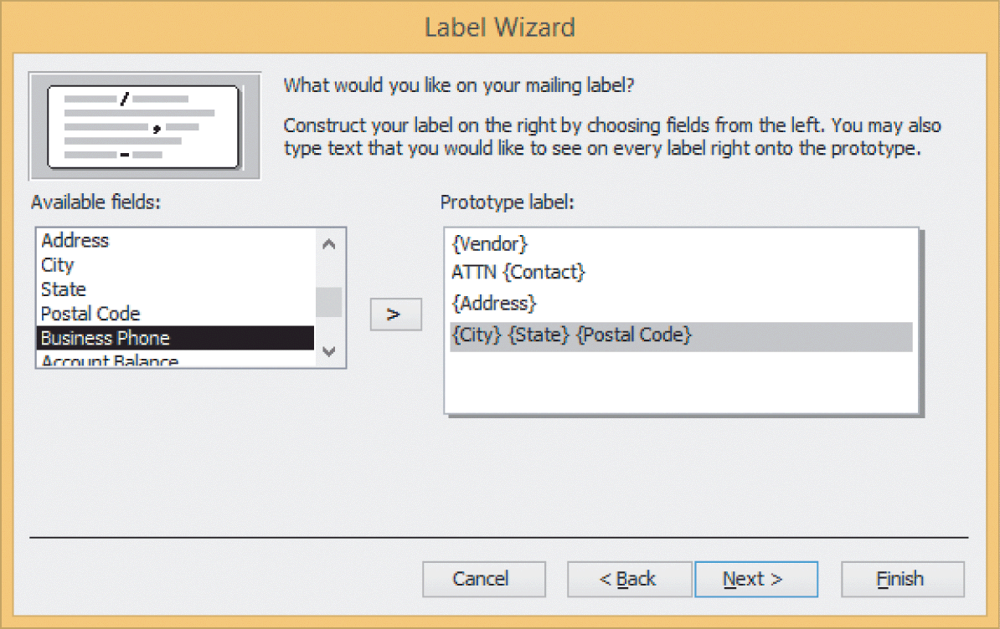 Label Wizard
What would you like on your mailing label?
Construct your label on the right by choosing fields from the left. You may also
type text that you would like to see on every label right onto the prototype.
Available fields:
Address
City
State
Postal Code
Business Phone
Account Balance
>
Prototype label:
{Vendor}
ATTN {Contact}
{Address}
{City} {State} {Postal Code}
Cancel
< Back
Next >
Finish